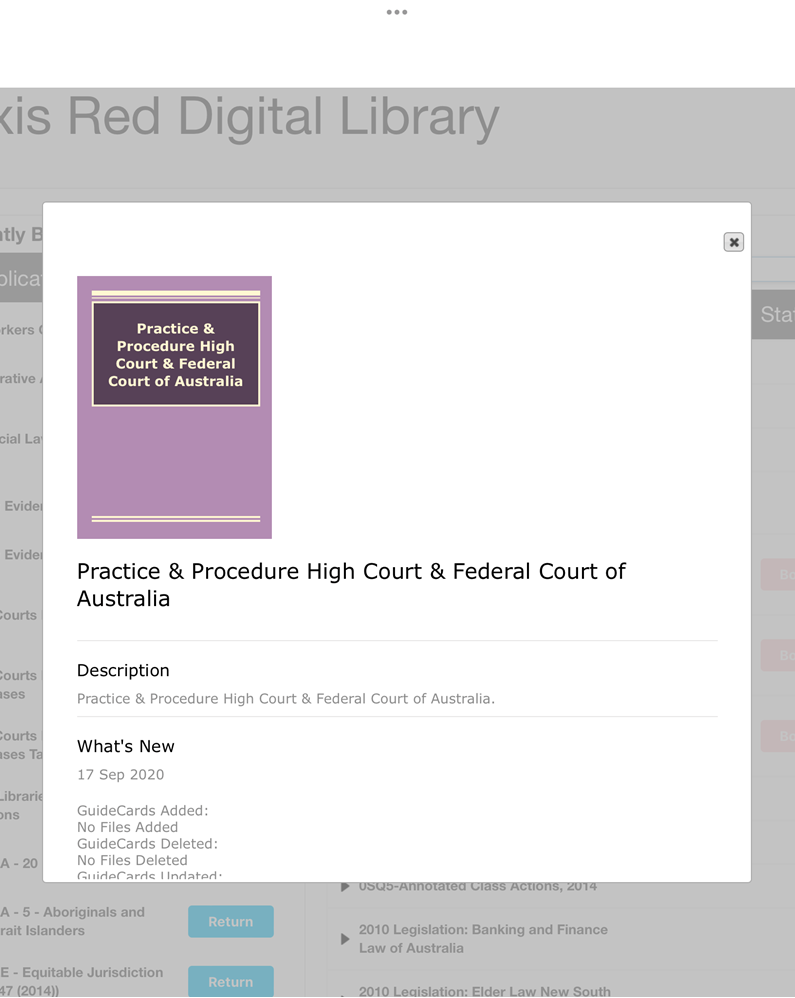 xis Red Digital Library
ntly B
plica
Sta
rkers
rative
cial La
Evider
Evider
Courts
Courts
ases
Courts
ases Ta
Librarie
ons
A - 20
Practice &
Procedure High
Court & Federal
Court of Australia
Practice & Procedure High Court & Federal Court of
Australia
Description
Practice & Procedure High Court & Federal Court of Australia.
What's New
17 Sep 2020
GuideCards Added:
No Files Added
GuideCards Deleted:
No Files Deleted
GuideCards Updated:
Bo
Bo
Bo
A - 5 - Aboriginals and
rait Islanders
Return
E - Equitable Jurisdiction
47 (2014))
Return
USQ5-Annotated Class Actions, 2014
2010 Legislation: Banking and Finance
Law of Australia
2010 Legislation: Elder Law New South